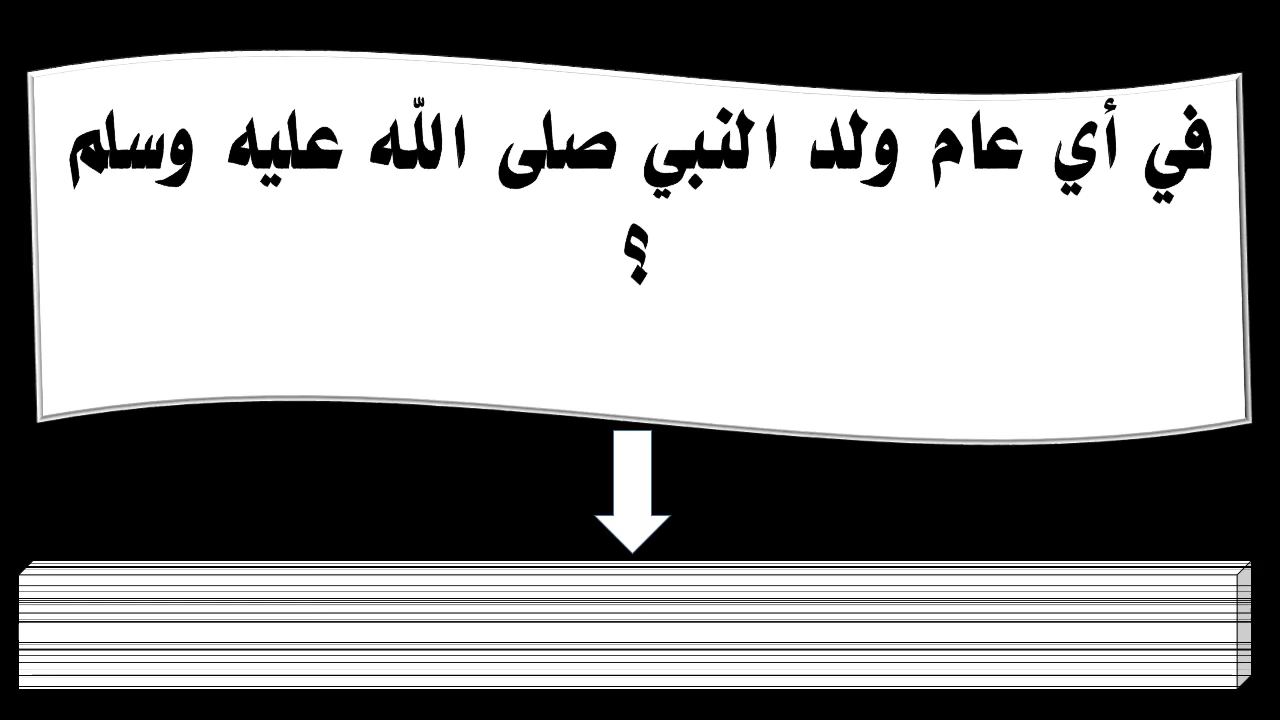 في أي عام ولد النبي صلى الله عليه وسلم
؟